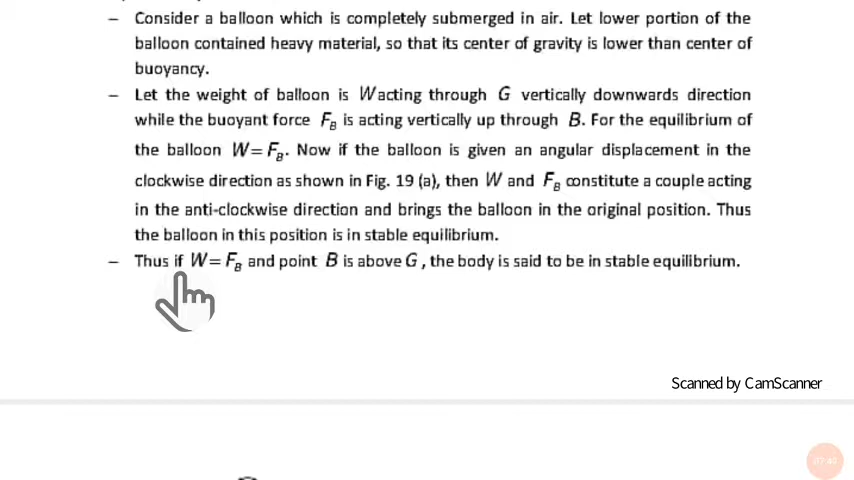 – Consider a balloon which is completely submerged in air. Let lower portion of the
balloon contained heavy material, so that its center of gravity is lower than center of
buoyancy.
– Let the weight of balloon is W acting through G vertically downwards direction
while the buoyant force F_B is acting vertically up through B. For the equilibrium of
the balloon W = F_B. Now if the balloon is given an angular displacement in the
clockwise direction as shown in Fig. 19 (a), then W and F_B constitute a couple acting
in the anti-clockwise direction and brings the balloon in the original position. Thus
the balloon in this position is in stable equilibrium.
– Thus if W = F_B and point B is above G, the body is said to be in stable equilibrium.
Scanned by CamScanner